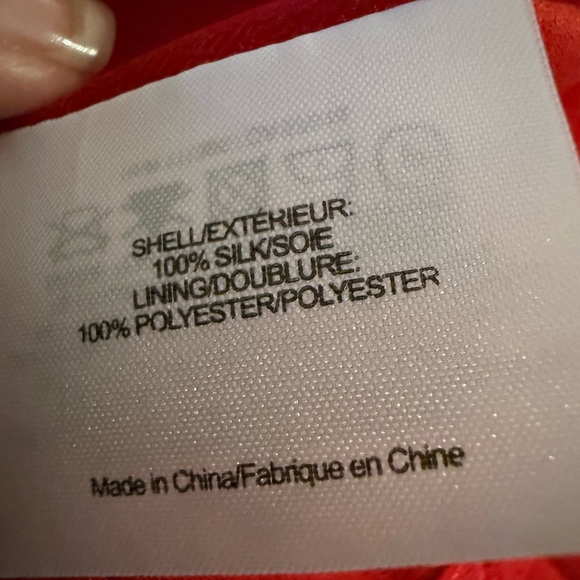 SHELL/EXTÉRIEUR:
100% SILK/SOIE
LINING/DOUBLURE:
100% POLYESTER/POLYESTER
Made in China/Fabrique en Chine